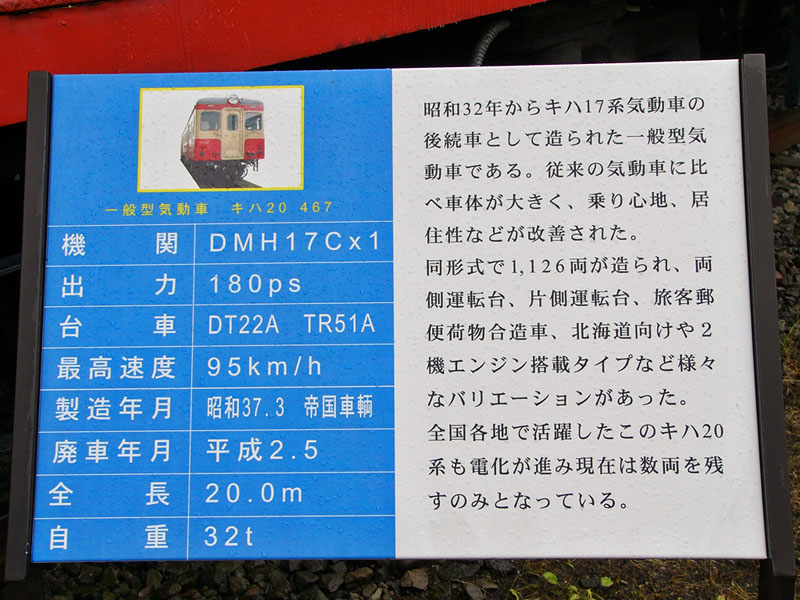 一般型気動車 キハ20 467
機関 DMH17C×1
出力 180ps
台車 DT22A TR51A
最高速度 95km/h
製造年月 昭和37.3 帝国車輌
廃車年月 平成2.5
全長 20.0m
自重 32t
昭和32年からキハ17系気動車の
後続車として造られた一般型気
動車である。従来の気動車に比
べ車体が大きく、乗り心地、居
住性などが改善された。
同形式で1,126両が造られ、両
側運転台、片側運転台、旅客郵
便荷物合造車、北海道向けや2
機エンジン搭載タイプなど様々
なバリエーションがあった。
全国各地で活躍したこのキハ20
系も電化が進み現在は数両を残
すのみとなっている。